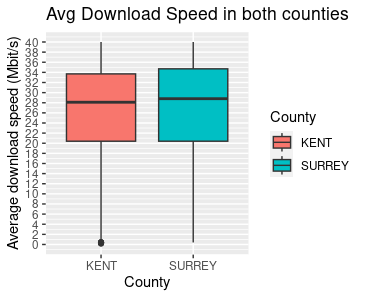 Avg Download Speed in both counties
Average download speed (Mbit/s)
40
38
36
34
32
30
28
26
24
22
20
18
16
14
12
10
8
6
4
2
0
KENT
SURREY
County
County
KENT
SURREY